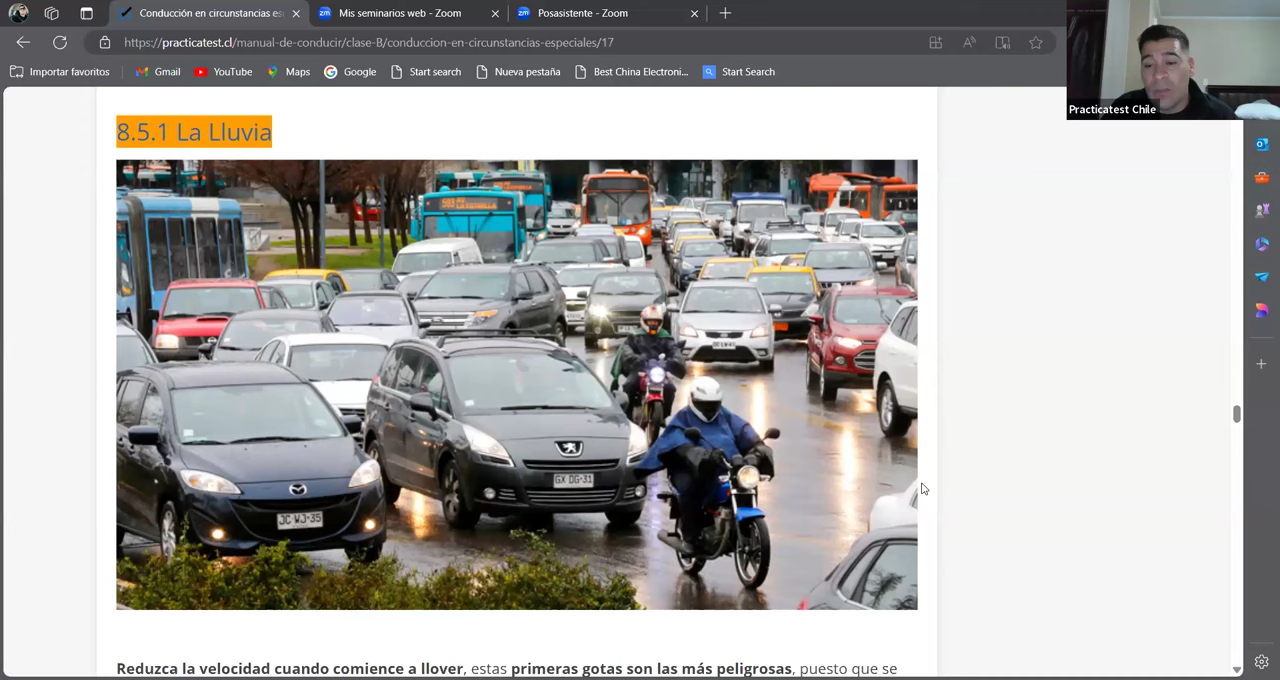 Conducción en circunstancias es
Mis seminarios web - Zoom
Posasistente - Zoom
https://practicatest.cl/manual-de-conducir/clase-B/conduccion-en-circunstancias-especiales/17
Importar favoritos
Gmail
YouTube
Maps
Google
Start search
Nueva pestaña
Best China Electroni...
Start Search
Practicatest Chile
8.5.1 La Lluvia
503
GX DG-31
JC WJ-35
Reduzca la velocidad cuando comience a llover, estas primeras gotas son las más peligrosas, puesto que se